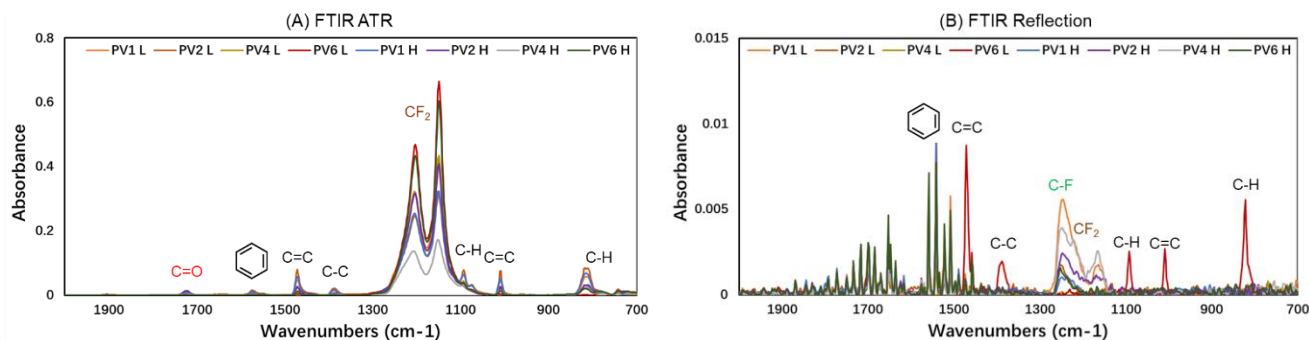 (A) FTIR ATR
PV1 L PV2 L PV4 L PV6 L PV1 H PV2 H PV4 H PV6 H
0.8
0.6
0.4
0.2
0
Absorbance
CF2
C=O
C=C
C-C
C-H
C=C
C-H
1900 1700 1500 1300 1100 900 700
Wavenumbers (cm-1)
(B) FTIR Reflection
PV1 L PV2 L PV4 L PV6 L PV1 H PV2 H PV4 H PV6 H
0.015
0.01
0.005
0
Absorbance
C=C
C-C
C-F
CF2
C-H
C=C
C-H
1900 1700 1500 1300 1100 900 700
Wavenumbers (cm-1)